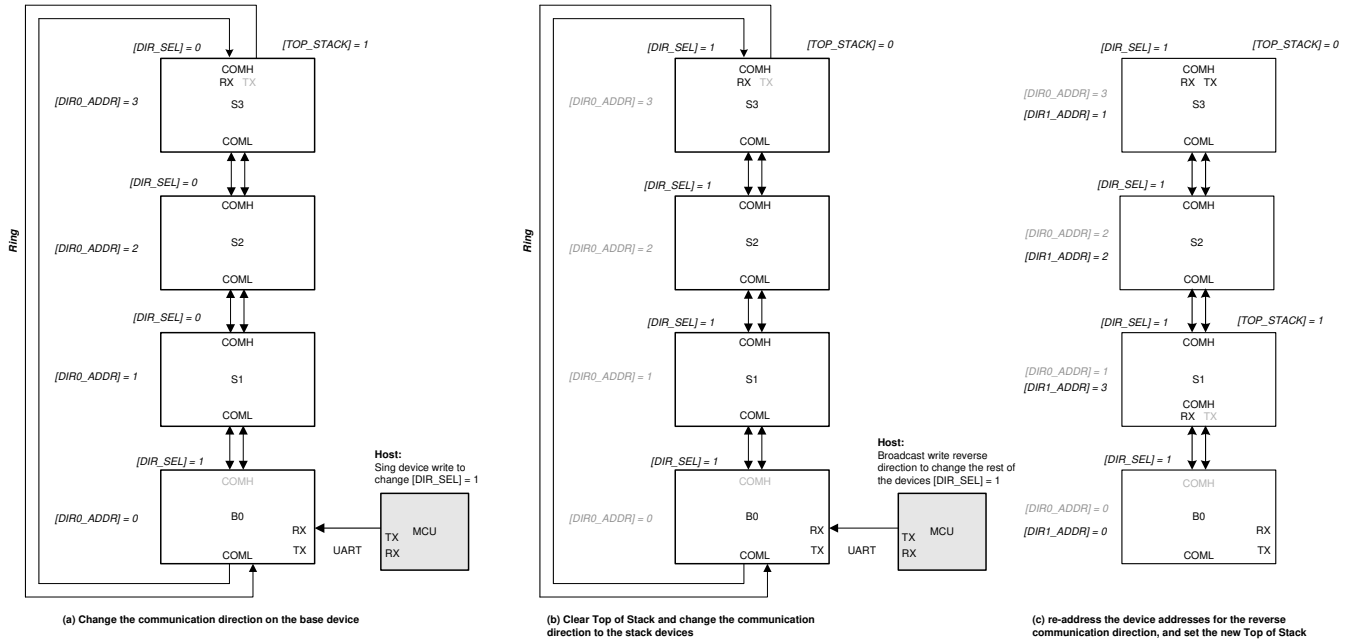 [DIR_SEL] = 0
[TOP_STACK] = 1
COMH
RX TX
[DIR0_ADDR] = 3
S3
COML
[DIR_SEL] = 0
COMH
Ring
[DIR0_ADDR] = 2
S2
COML
[DIR_SEL] = 0
COMH
[DIR0_ADDR] = 1
S1
COML
[DIR_SEL] = 1
COMH
[DIR0_ADDR] = 0
B0
RX
TX
COML
UART
Host:
Sing device write to
change [DIR_SEL] = 1
TX
RX
MCU
(a) Change the communication direction on the base device
[DIR_SEL] = 1
[TOP_STACK] = 0
COMH
RX TX
[DIR0_ADDR] = 3
S3
COML
[DIR_SEL] = 1
COMH
Ring
[DIR0_ADDR] = 2
S2
COML
[DIR_SEL] = 1
COMH
[DIR0_ADDR] = 1
S1
COML
[DIR_SEL] = 1
COMH
[DIR0_ADDR] = 0
B0
RX
TX
COML
UART
Host:
Broadcast write reverse
direction to change the rest of
the devices [DIR_SEL] = 1
TX
RX
MCU
(b) Clear Top of Stack and change the communication
direction to the stack devices
[DIR_SEL] = 1
[TOP_STACK] = 0
COMH
RX TX
[DIR0_ADDR] = 3
[DIR1_ADDR] = 1
S3
COML
[DIR_SEL] = 1
COMH
[DIR0_ADDR] = 2
[DIR1_ADDR] = 2
S2
COML
[DIR_SEL] = 1
[TOP_STACK] = 1
COMH
[DIR0_ADDR] = 1
[DIR1_ADDR] = 3
S1
COMH
RX TX
[DIR_SEL] = 1
COMH
[DIR0_ADDR] = 0
[DIR1_ADDR] = 0
B0
RX
TX
COML
(c) re-address the device addresses for the reverse
communication direction, and set the new Top of Stack